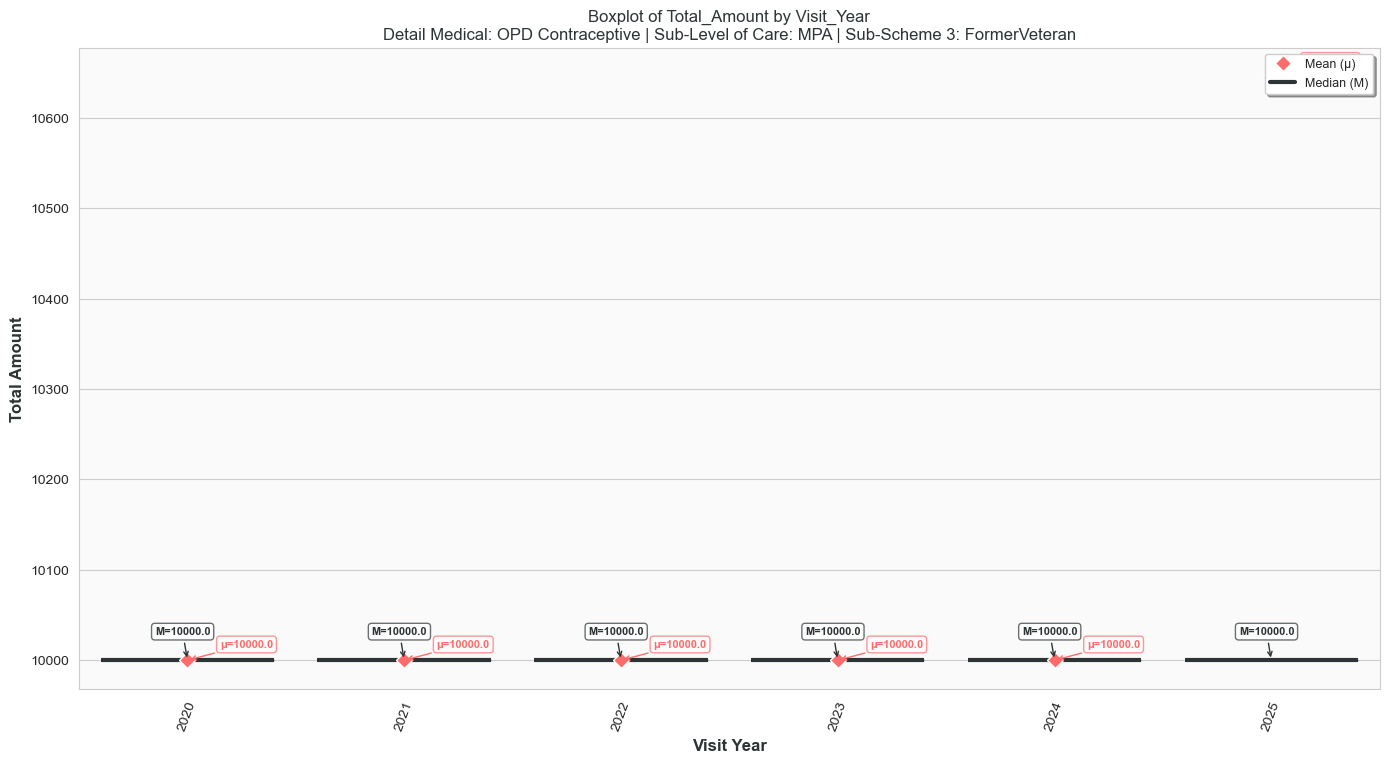 Boxplot of Total_Amount by Visit_Year
Detail Medical: OPD Contraceptive | Sub-Level of Care: MPA | Sub-Scheme 3: FormerVeteran
Mean (μ)
Median (M)
Total Amount
10600
10500
10400
10300
10200
10100
10000
M=10000.0
μ=10000.0
M=10000.0
μ=10000.0
M=10000.0
μ=10000.0
M=10000.0
μ=10000.0
M=10000.0
μ=10000.0
M=10000.0
2020
2021
2022
2023
2024
2025
Visit Year